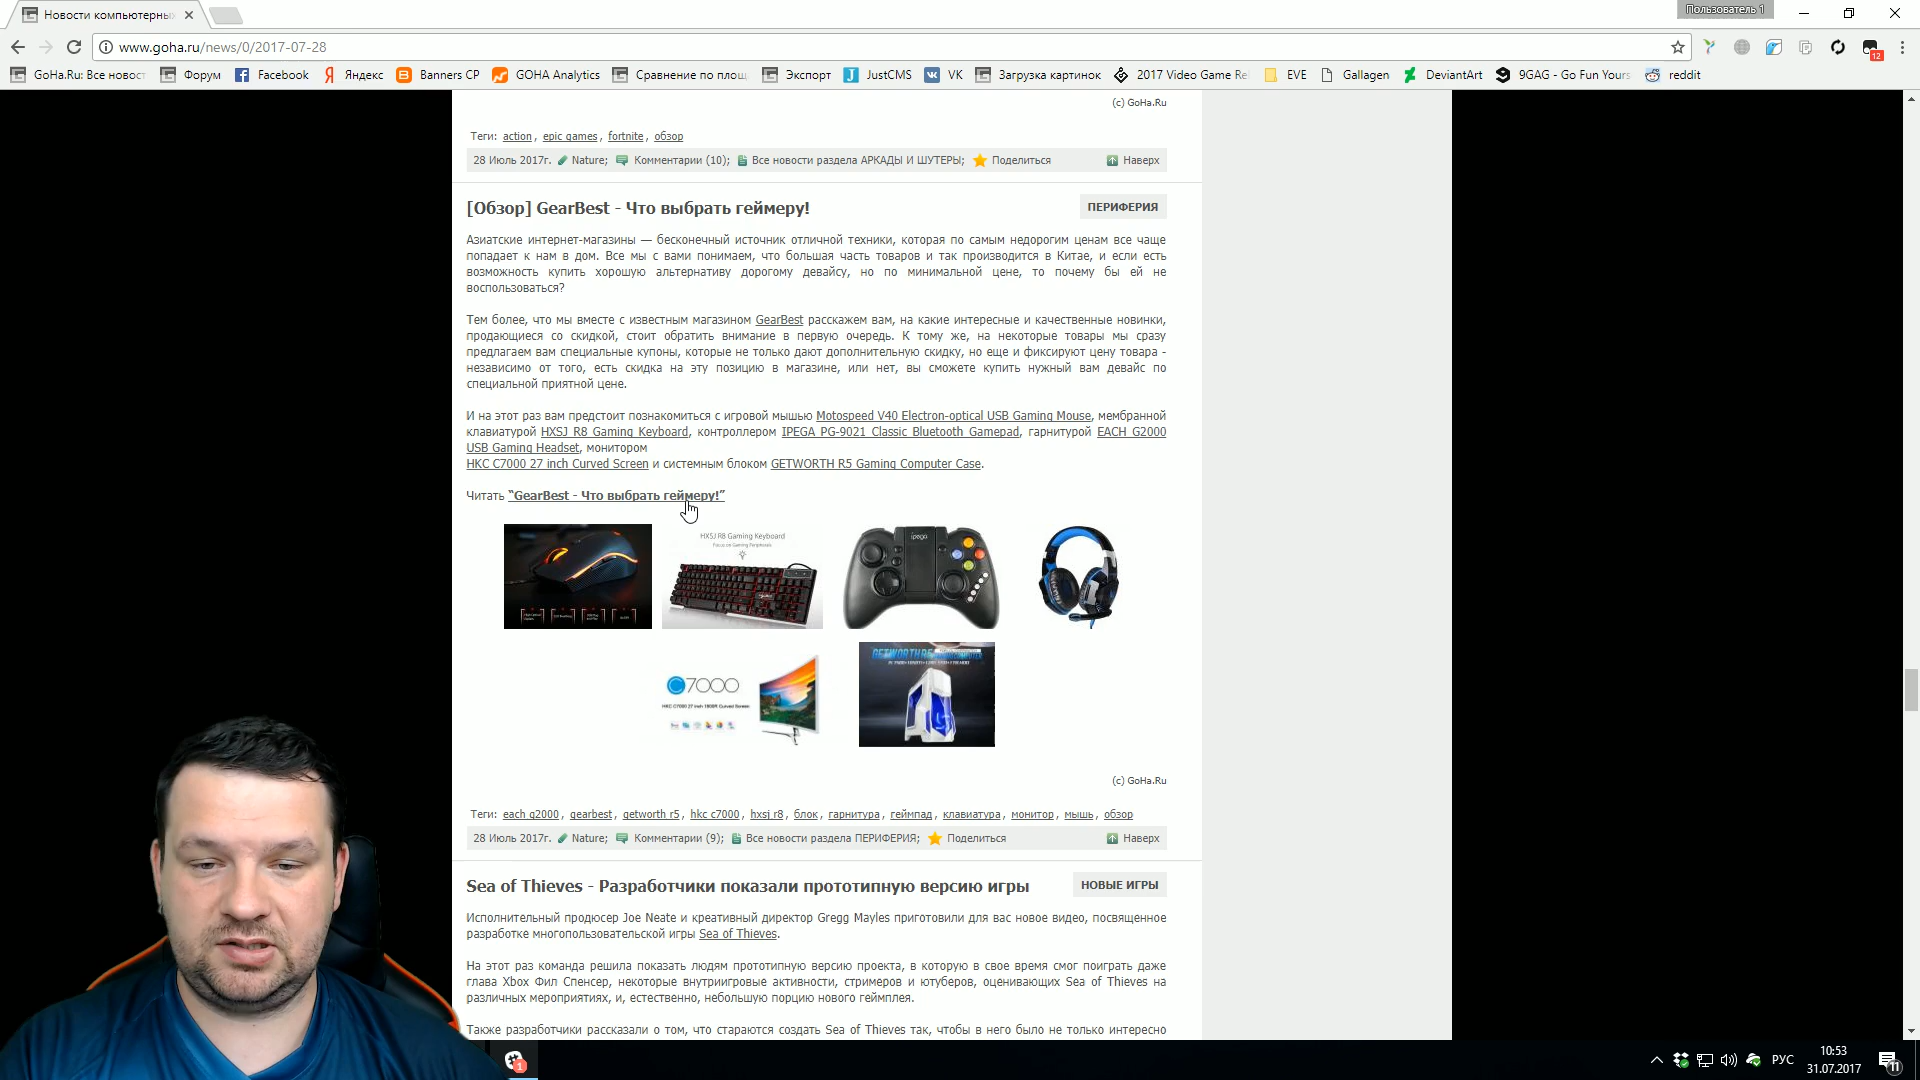 Новости компьютерны
Пользователь 1
www.goha.ru/news/0/2017-07-28
GoHa.Ru: Все новост Форум Facebook Яндекс Banners CP GOHA Analytics Сравнение по площ Экспорт JustCMS VK Загрузка картинок 2017 Video Game Re EVE Gallagen DeviantArt 9GAG - Go Fun Yours reddit
12
(c) GoHa.Ru
Теги: action, epic games, fortnite, обзор
28 Июль 2017г. Nature; Комментарии (10); Все новости раздела АРКАДЫ И ШУТЕРЫ; Поделиться Наверх
[Обзор] GearBest - Что выбрать геймеру!
ПЕРИФЕРИЯ
Азиатские интернет-магазины — бесконечный источник отличной техники, которая по самым недорогим ценам все чаще
попадает к нам в дом. Все мы с вами понимаем, что большая часть товаров и так производится в Китае, и если есть
возможность купить хорошую альтернативу дорогому девайсу, но по минимальной цене, то почему бы ей не
воспользоваться?
Тем более, что мы вместе с известным магазином GearBest расскажем вам, на какие интересные и качественные новинки,
продающиеся со скидкой, стоит обратить внимание в первую очередь. К тому же, на некоторые товары мы сразу
предлагаем вам специальные купоны, которые не только дают дополнительную скидку, но еще и фиксируют цену товара -
независимо от того, есть скидка на эту позицию в магазине, или нет, вы сможете купить нужный вам девайс по
специальной приятной цене.
И на этот раз вам предстоит познакомиться с игровой мышью Motospeed V40 Electron-optical USB Gaming Mouse, мембранной
клавиатурой HXSJ R8 Gaming Keyboard, контроллером IPEGA PG-9021 Classic Bluetooth Gamepad, гарнитурой EACH G2000
USB Gaming Headset, монитором
HKC C7000 27 inch Curved Screen и системным блоком GETWORTH R5 Gaming Computer Case.
Читать “GearBest - Что выбрать геймеру!”
HXSJ R8 Gaming Keyboard
Focus on Gaming Peripherals
ipega
C7000
HKC C7000 27 inch 1800R Curved Screen
(c) GoHa.Ru
Теги: each g2000, gearbest, getworth r5, hkc c7000, hxsj r8, блок, гарнитура, геймпад, клавиатура, монитор, мышь, обзор
28 Июль 2017г. Nature; Комментарии (9); Все новости раздела ПЕРИФЕРИЯ; Поделиться Наверх
Sea of Thieves - Разработчики показали прототипную версию игры
НОВЫЕ ИГРЫ
Исполнительный продюсер Joe Neate и креативный директор Gregg Mayles приготовили для вас новое видео, посвященное
разработке многопользовательской игры Sea of Thieves.
На этот раз команда решила показать людям прототипную версию проекта, в которую в свое время смог поиграть даже
глава Xbox Фил Спенсер, некоторые внутриигровые активности, стримеров и ютуберов, оценивающих Sea of Thieves на
различных мероприятиях, и, естественно, небольшую порцию нового геймплея.
Также разработчики рассказали о том, что стараются создать Sea of Thieves так, чтобы в него было не только интересно
1
РУС
10:53
31.07.2017
11